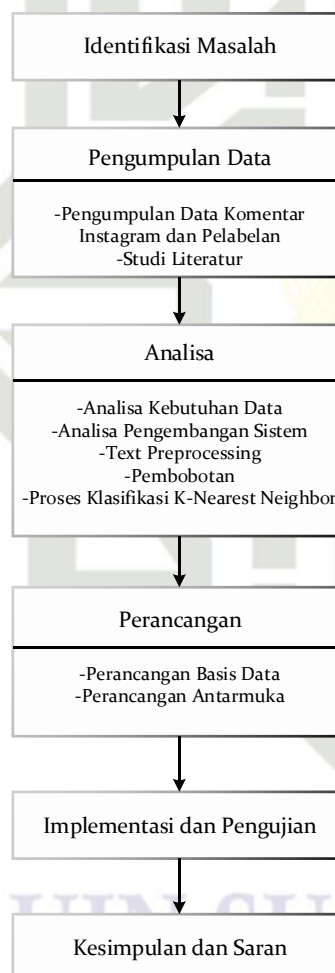 Identifikasi Masalah
Pengumpulan Data
-Pengumpulan Data Komentar
Instagram dan Pelabelan
-Studi Literatur
Analisa
-Analisa Kebutuhan Data
-Analisa Pengembangan Sistem
-Text Preprocessing
-Pembobotan
-Proses Klasifikasi K-Nearest Neighbor
Perancangan
-Perancangan Basis Data
-Perancangan Antarmuka
Implementasi dan Pengujian
UIN SU
Kesimpulan dan Saran